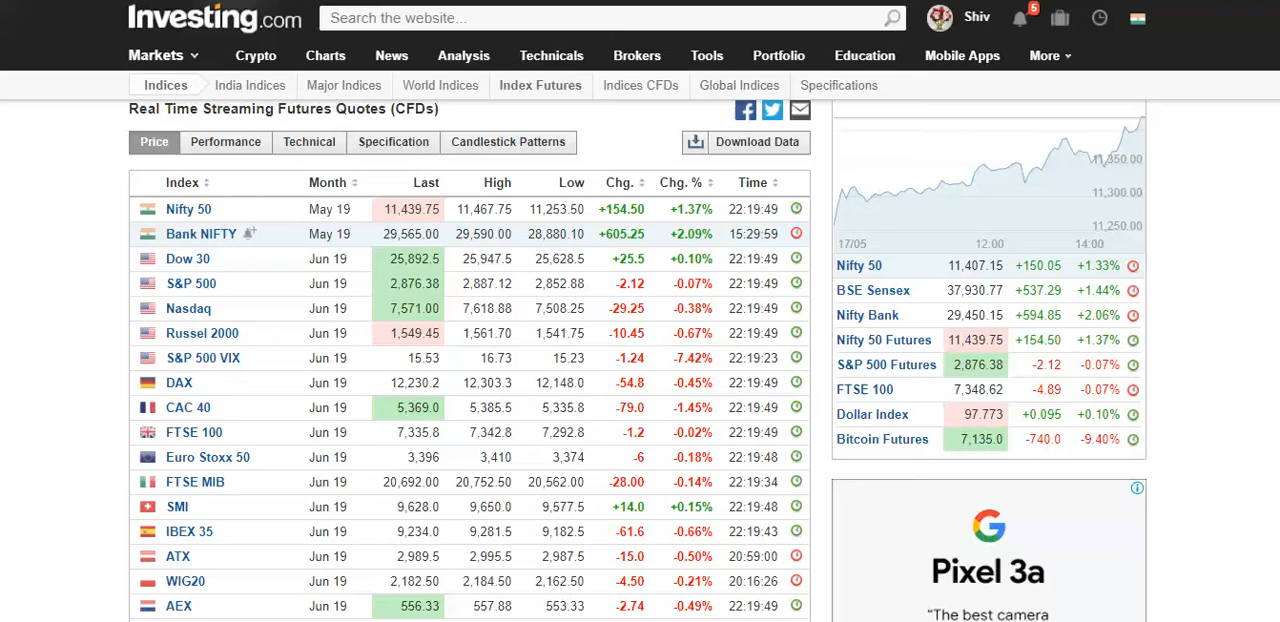 Investing.com
Search the website...
Shiv
5
Markets Crypto Charts News Analysis Technicals Brokers Tools Portfolio Education Mobile Apps More
Indices India Indices Major Indices World Indices Index Futures Indices CFDs Global Indices Specifications
Real Time Streaming Futures Quotes (CFDs)
Price Performance Technical Specification Candlestick Patterns Download Data
Index Month Last High Low Chg. Chg. % Time
Nifty 50 May 19 11,439.75 11,467.75 11,253.50 +154.50 +1.37% 22:19:49
Bank NIFTY May 19 29,565.00 29,590.00 28,880.10 +605.25 +2.09% 15:29:59
Dow 30 Jun 19 25,892.5 25,947.5 25,628.5 +25.5 +0.10% 22:19:49
S&P 500 Jun 19 2,876.38 2,887.12 2,852.88 -2.12 -0.07% 22:19:49
Nasdaq Jun 19 7,571.00 7,618.88 7,508.25 -29.25 -0.38% 22:19:49
Russel 2000 Jun 19 1,549.45 1,561.70 1,541.75 -10.45 -0.67% 22:19:49
S&P 500 VIX Jun 19 15.53 16.73 15.23 -1.24 -7.42% 22:19:23
DAX Jun 19 12,230.2 12,303.3 12,148.0 -54.8 -0.45% 22:19:49
CAC 40 Jun 19 5,369.0 5,385.5 5,335.8 -79.0 -1.45% 22:19:49
FTSE 100 Jun 19 7,335.8 7,342.8 7,292.8 -1.2 -0.02% 22:19:49
Euro Stoxx 50 Jun 19 3,396 3,410 3,374 -6 -0.18% 22:19:48
FTSE MIB Jun 19 20,692.00 20,752.50 20,562.00 -28.00 -0.14% 22:19:34
SMI Jun 19 9,628.0 9,650.0 9,577.5 +14.0 +0.15% 22:19:48
IBEX 35 Jun 19 9,234.0 9,281.5 9,182.5 -61.6 -0.66% 22:19:43
ATX Jun 19 2,989.5 2,995.5 2,987.5 -15.0 -0.50% 20:59:00
WIG20 Jun 19 2,182.50 2,184.50 2,162.50 -4.50 -0.21% 20:16:26
AEX Jun 19 556.33 557.88 553.33 -2.74 -0.49% 22:19:49
11,350.00
11,300.00
11,250.00
17/05 12:00 14:00
Nifty 50 11,407.15 +150.05 +1.33%
BSE Sensex 37,930.77 +537.29 +1.44%
Nifty Bank 29,450.15 +594.85 +2.06%
Nifty 50 Futures 11,439.75 +154.50 +1.37%
S&P 500 Futures 2,876.38 -2.12 -0.07%
FTSE 100 7,348.62 -4.89 -0.07%
Dollar Index 97.773 +0.095 +0.10%
Bitcoin Futures 7,135.0 -740.0 -9.40%
Pixel 3a
“The best camera